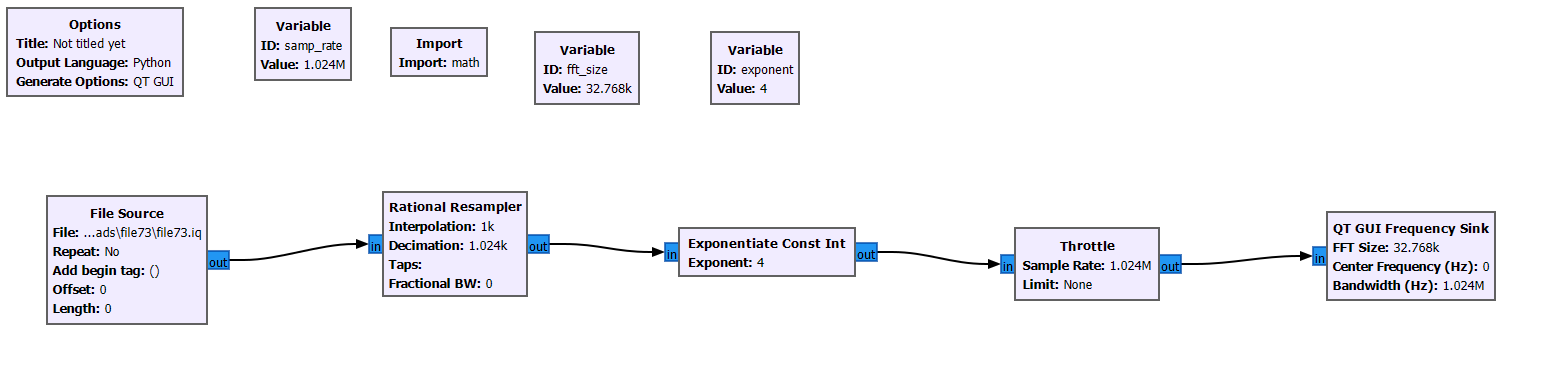 Options
Title: Not titled yet
Output Language: Python
Generate Options: QT GUI
Variable
ID: samp_rate
Value: 1.024M
Import
Import: math
Variable
ID: fft_size
Value: 32.768k
Variable
ID: exponent
Value: 4
File Source
File: ...ads\file73\file73.iq
Repeat: No
Add begin tag: ()
Offset: 0
Length: 0
out
in
Rational Resampler
Interpolation: 1k
Decimation: 1.024k
Taps:
Fractional BW: 0
out
in
Exponentiate Const Int
Exponent: 4
out
in
Throttle
Sample Rate: 1.024M
Limit: None
out
in
QT GUI Frequency Sink
FFT Size: 32.768k
Center Frequency (Hz): 0
Bandwidth (Hz): 1.024M